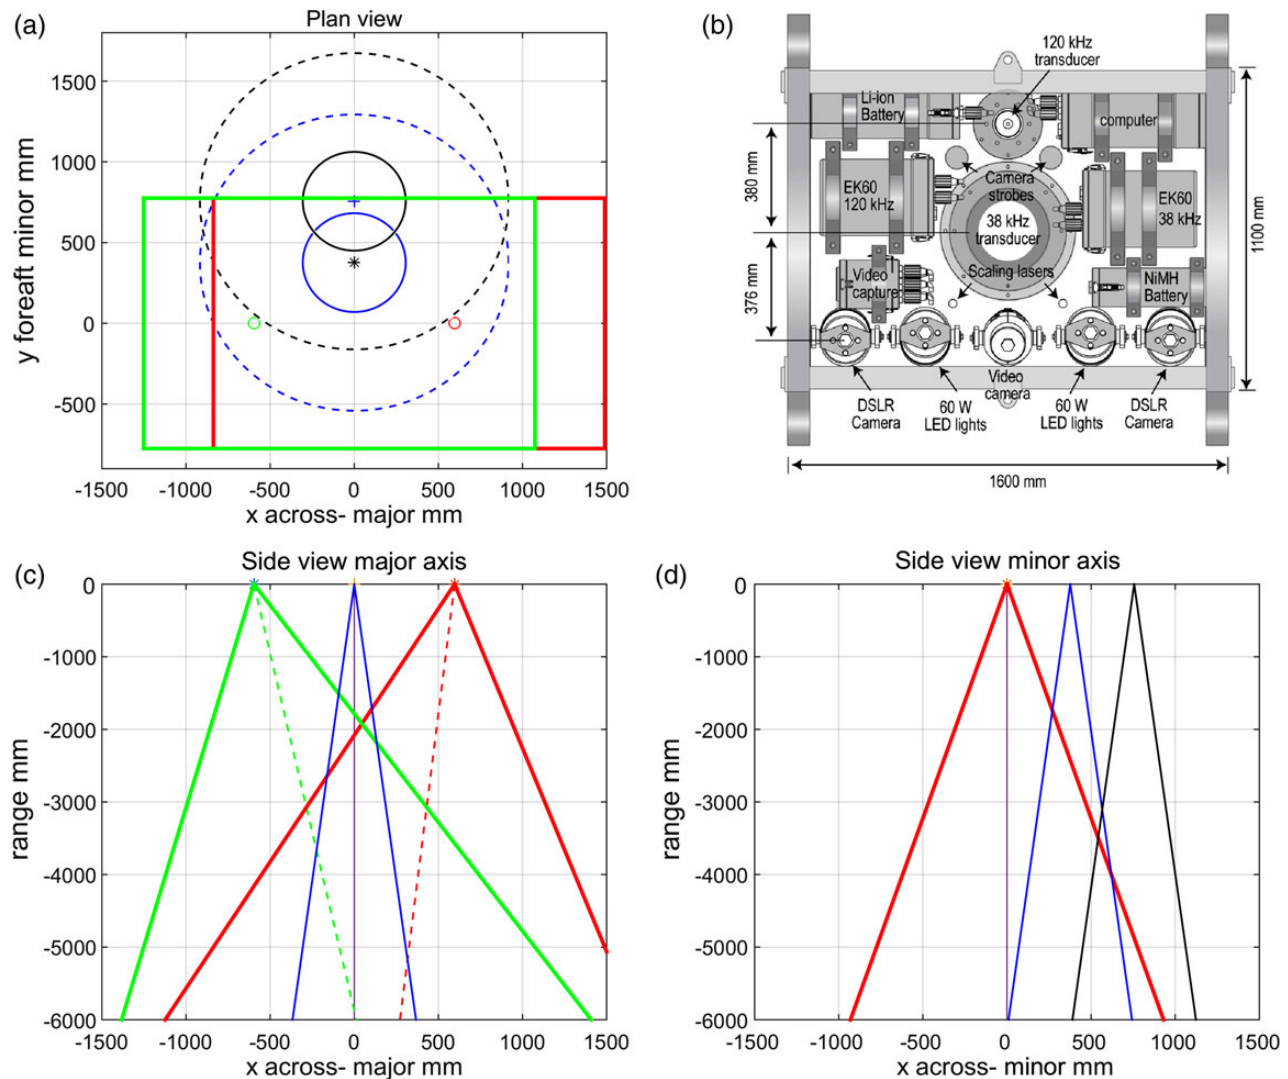 (a)
Plan view
y foreaft minor mm
1500
1000
500
0
-500
-1500 -1000 -500 0 500 1000 1500
x across- major mm
(b)
120 kHz
transducer
Li-ion
Battery
computer
380 mm
Camera
strobes
EK60
120 kHz
EK60
38 kHz
38 kHz
transducer
1100 mm
376 mm
Video
capture
Scaling lasers
NiMH
Battery
Video
camera
DSLR
Camera
60 W
LED lights
60 W
LED lights
DSLR
Camera
1600 mm
(c)
Side view major axis
range mm
0
-1000
-2000
-3000
-4000
-5000
-6000
-1500 -1000 -500 0 500 1000 1500
x across- major mm
(d)
Side view minor axis
range mm
0
-1000
-2000
-3000
-4000
-5000
-6000
-1500 -1000 -500 0 500 1000 1500
x across- minor mm